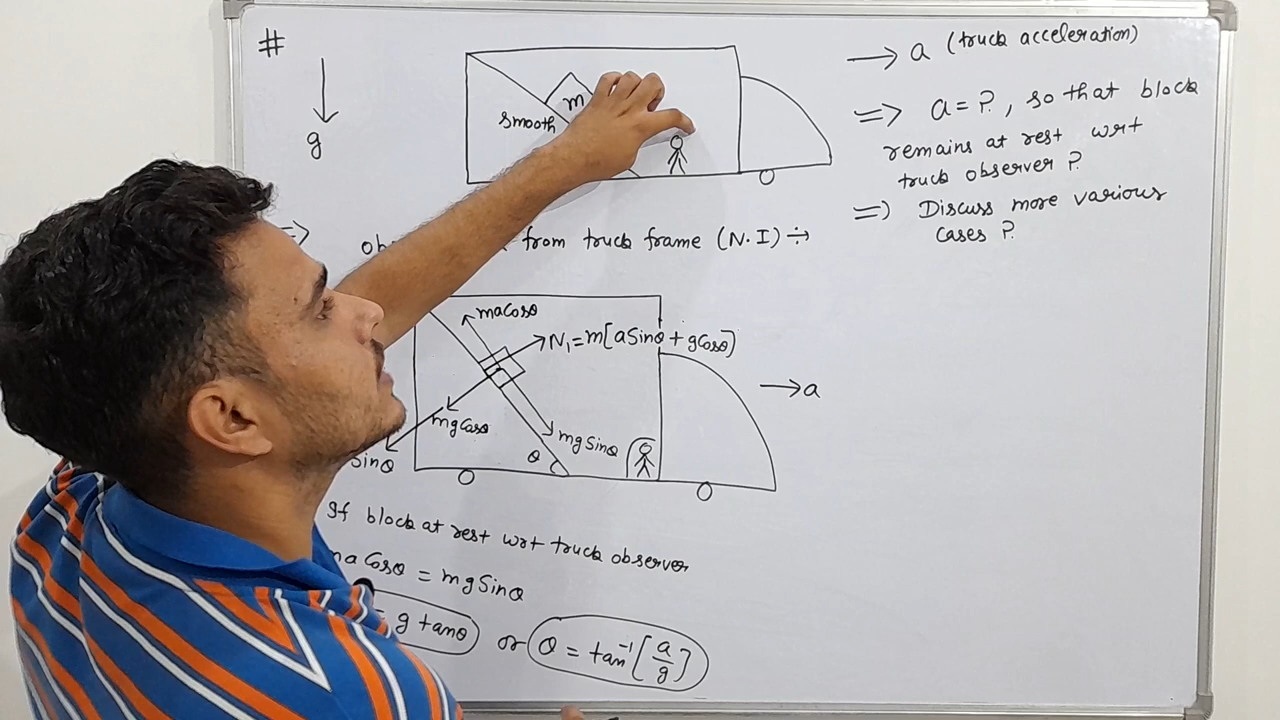 #
g
m
smooth
→ a (truck acceleration)
=> a = ?, so that block
remains at rest wrt
truck observer ?
=) Discuss more various
cases ?
=>
from truck frame (N.I) ÷
macosθ
N₁=m[asinθ + gcosθ]
mgcosθ
mgsinθ
sinθ
θ
→ a
If block at rest wrt truck observer
macosθ = mgsinθ
= g tanθ or θ = tan⁻¹[a/g]